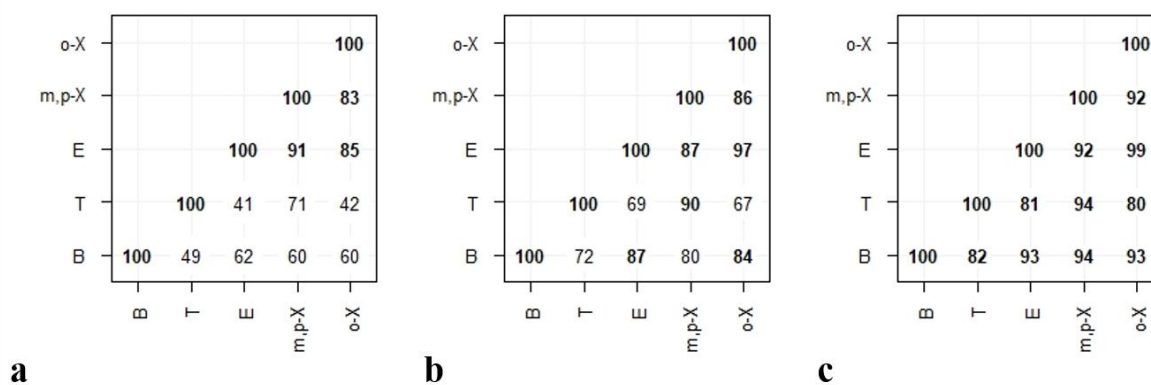 o-X 100
m,p-X 100 83
E 100 91 85
T 100 41 71 42
B 100 49 62 60 60
B T E m,p-X o-X
a
o-X 100
m,p-X 100 86
E 100 87 97
T 100 69 90 67
B 100 72 87 80 84
B T E m,p-X o-X
b
o-X 100
m,p-X 100 92
E 100 92 99
T 100 81 94 80
B 100 82 93 94 93
B T E m,p-X o-X
c